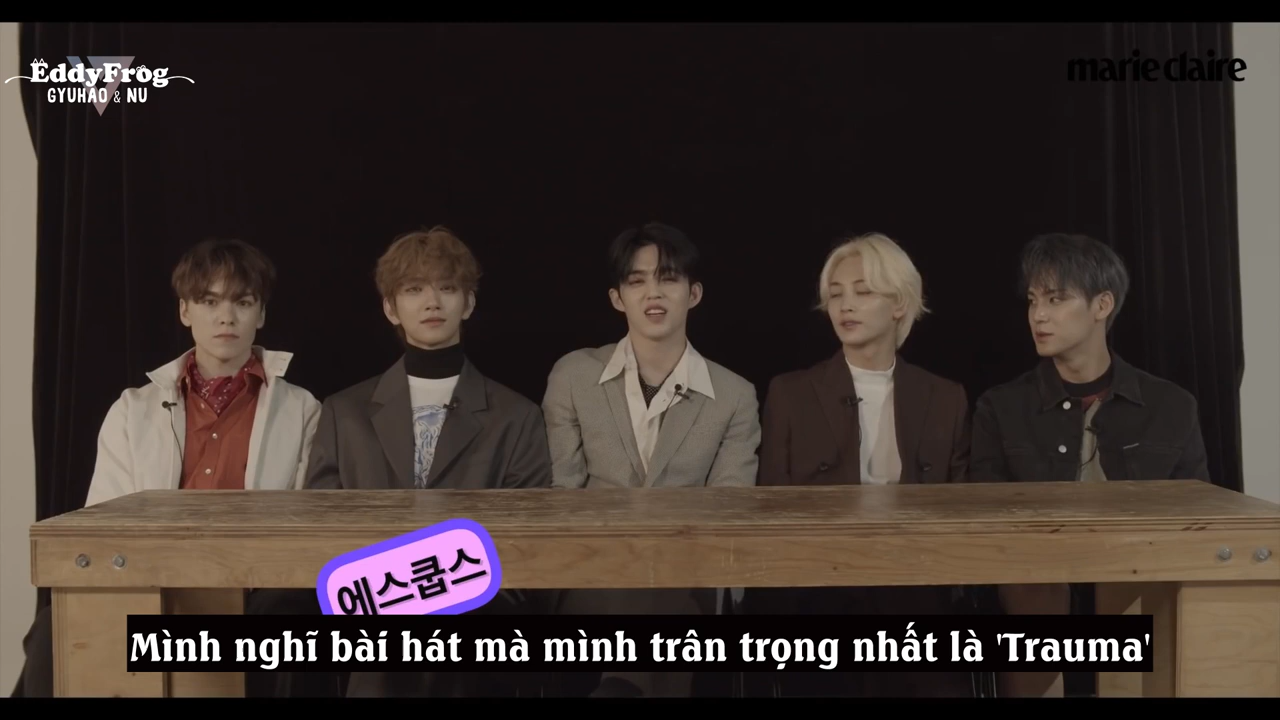 EddyFrog
GYUHAO & NU
marie claire
에스쿱스
Mình nghĩ bài hát mà mình trân trọng nhất là 'Trauma'